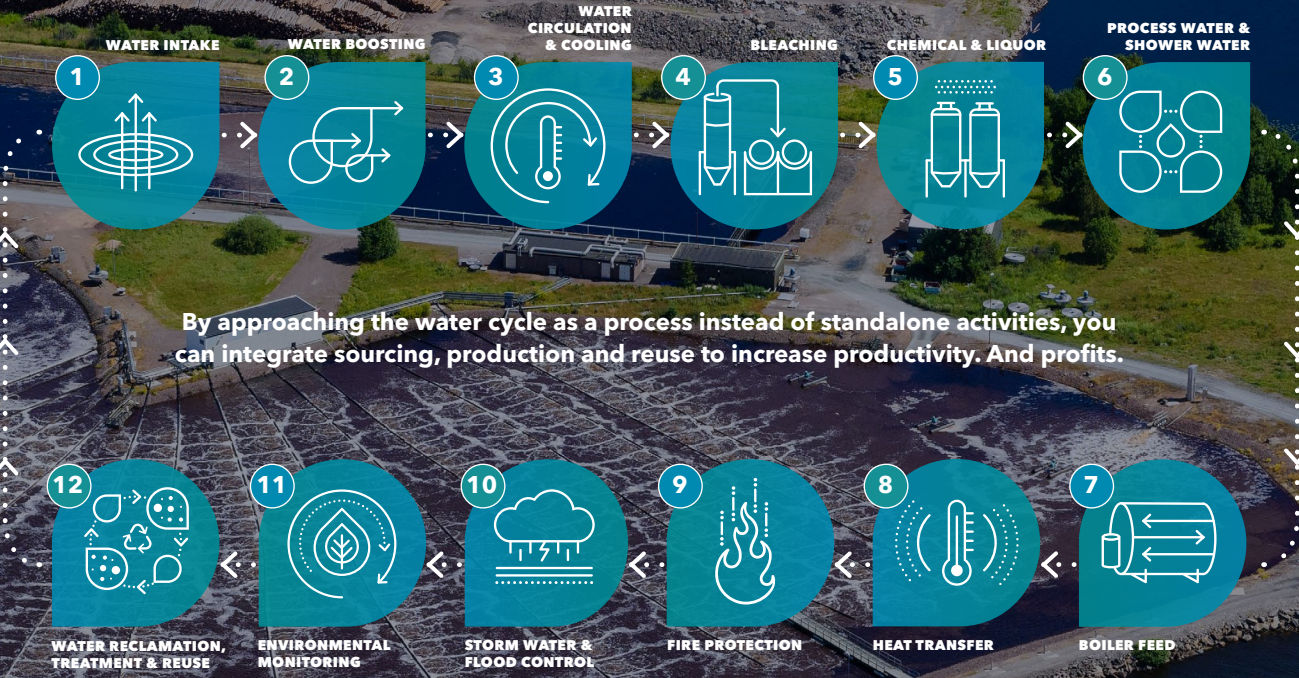 WATER INTAKE
1
WATER BOOSTING
2
WATER
CIRCULATION
& COOLING
3
BLEACHING
4
CHEMICAL & LIQUOR
5
PROCESS WATER &
SHOWER WATER
6
By approaching the water cycle as a process instead of standalone activities, you
can integrate sourcing, production and reuse to increase productivity. And profits.
7
BOILER FEED
8
HEAT TRANSFER
9
FIRE PROTECTION
10
STORM WATER &
FLOOD CONTROL
11
ENVIRONMENTAL
MONITORING
12
WATER RECLAMATION,
TREATMENT & REUSE